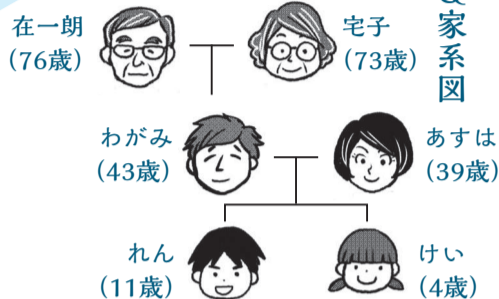 &家系図
在一朗
(76歳)
宅子
(73歳)
わがみ
(43歳)
あすは
(39歳)
れん
(11歳)
けい
(4歳)